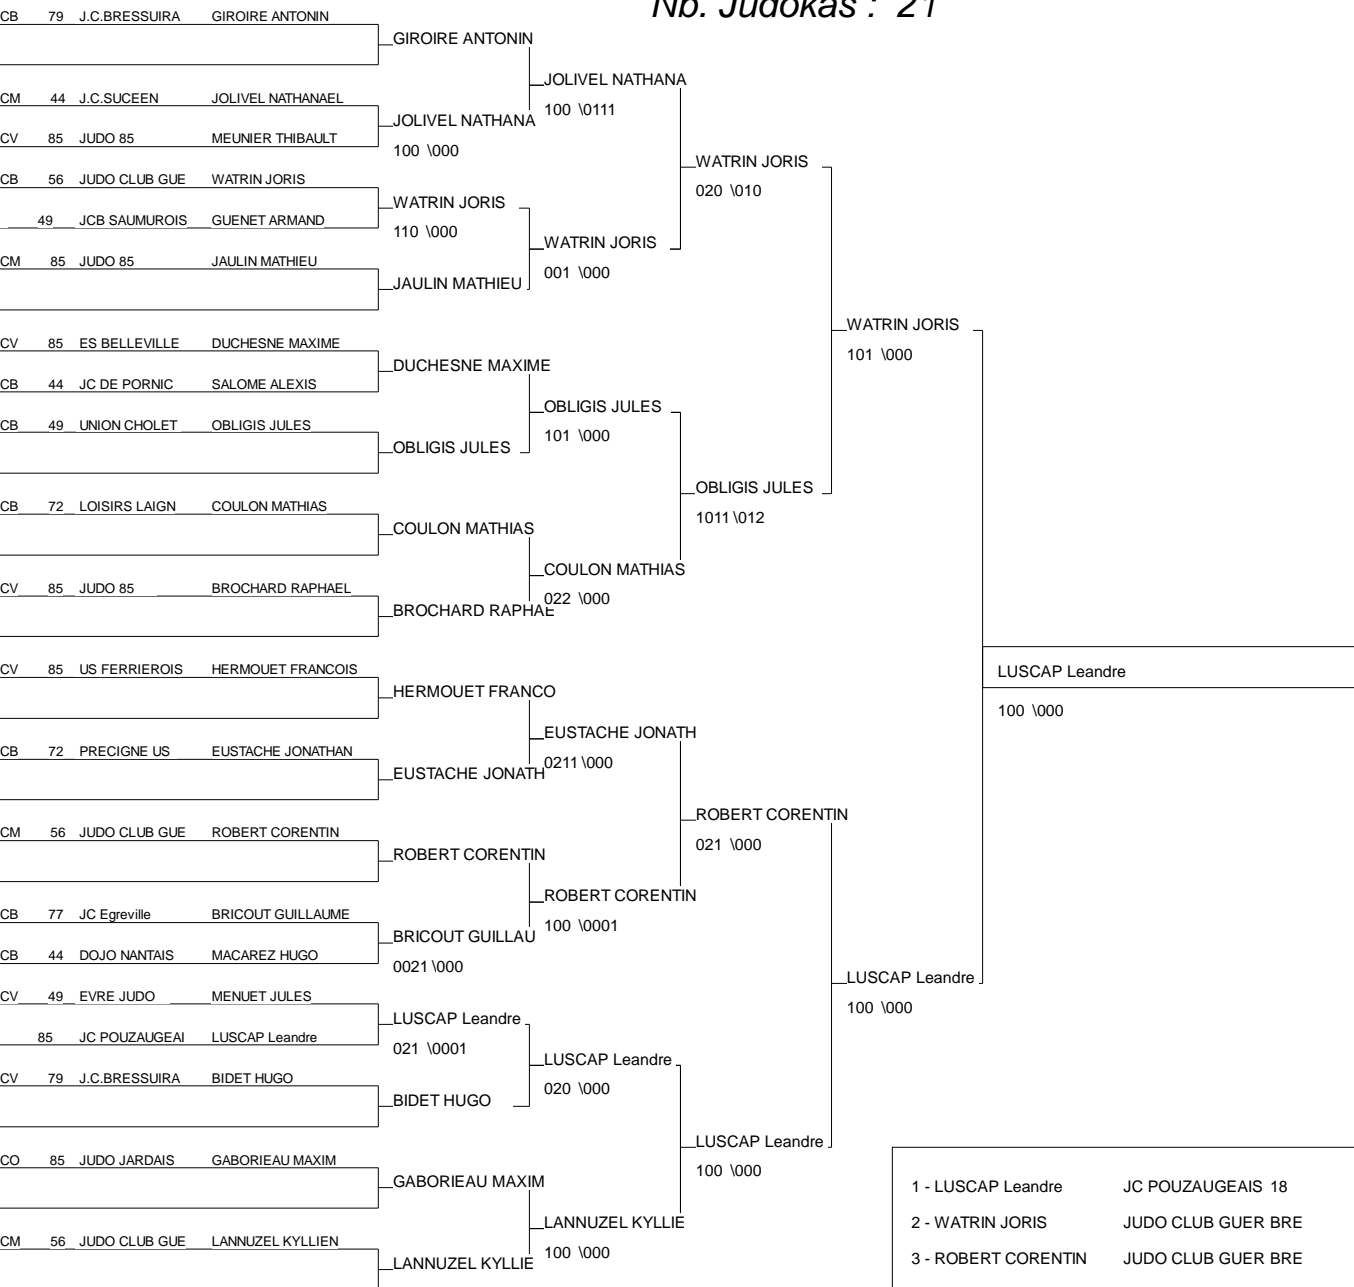 Nb. Judokas : 21
CB 79 J.C.BRESSUIRA GIROIRE ANTONIN
GIROIRE ANTONIN
JOLIVEL NATHANA
100 \0111
CM 44 J.C.SUCEEN JOLIVEL NATHANAEL
JOLIVEL NATHANA
100 \000
CV 85 JUDO 85 MEUNIER THIBAULT
WATRIN JORIS
020 \010
CB 56 JUDO CLUB GUE WATRIN JORIS
WATRIN JORIS
110 \000
49 JCB SAUMUROIS GUENET ARMAND
WATRIN JORIS
001 \000
CM 85 JUDO 85 JAULIN MATHIEU
JAULIN MATHIEU
WATRIN JORIS
101 \000
CV 85 ES BELLEVILLE DUCHESNE MAXIME
DUCHESNE MAXIME
CB 44 JC DE PORNIC SALOME ALEXIS
OBLIGIS JULES
101 \000
CB 49 UNION CHOLET OBLIGIS JULES
OBLIGIS JULES
OBLIGIS JULES
1011 \012
CB 72 LOISIRS LAIGN COULON MATHIAS
COULON MATHIAS
COULON MATHIAS
022 \000
CV 85 JUDO 85 BROCHARD RAPHAEL
BROCHARD RAPHAE
CV 85 US FERRIEROIS HERMOUET FRANCOIS
LUSCAP Leandre
100 \000
HERMOUET FRANCO
EUSTACHE JONATH
0211 \000
CB 72 PRECIGNE US EUSTACHE JONATHAN
EUSTACHE JONATH
ROBERT CORENTIN
021 \000
CM 56 JUDO CLUB GUE ROBERT CORENTIN
ROBERT CORENTIN
ROBERT CORENTIN
100 \0001
CB 77 JC Egreville BRICOUT GUILLAUME
BRICOUT GUILLAU
0021 \000
CB 44 DOJO NANTAIS MACAREZ HUGO
LUSCAP Leandre
100 \000
CV 49 EVRE JUDO MENUET JULES
LUSCAP Leandre
021 \0001
85 JC POUZAUGEAI LUSCAP Leandre
LUSCAP Leandre
020 \000
CV 79 J.C.BRESSUIRA BIDET HUGO
BIDET HUGO
LUSCAP Leandre
100 \000
CO 85 JUDO JARDAIS GABORIEAU MAXIM
GABORIEAU MAXIM
LANNUZEL KYLLIE
100 \000
CM 56 JUDO CLUB GUE LANNUZEL KYLLIEN
LANNUZEL KYLLIE
1 - LUSCAP Leandre JC POUZAUGEAIS 18
2 - WATRIN JORIS JUDO CLUB GUER BRE
3 - ROBERT CORENTIN JUDO CLUB GUER BRE